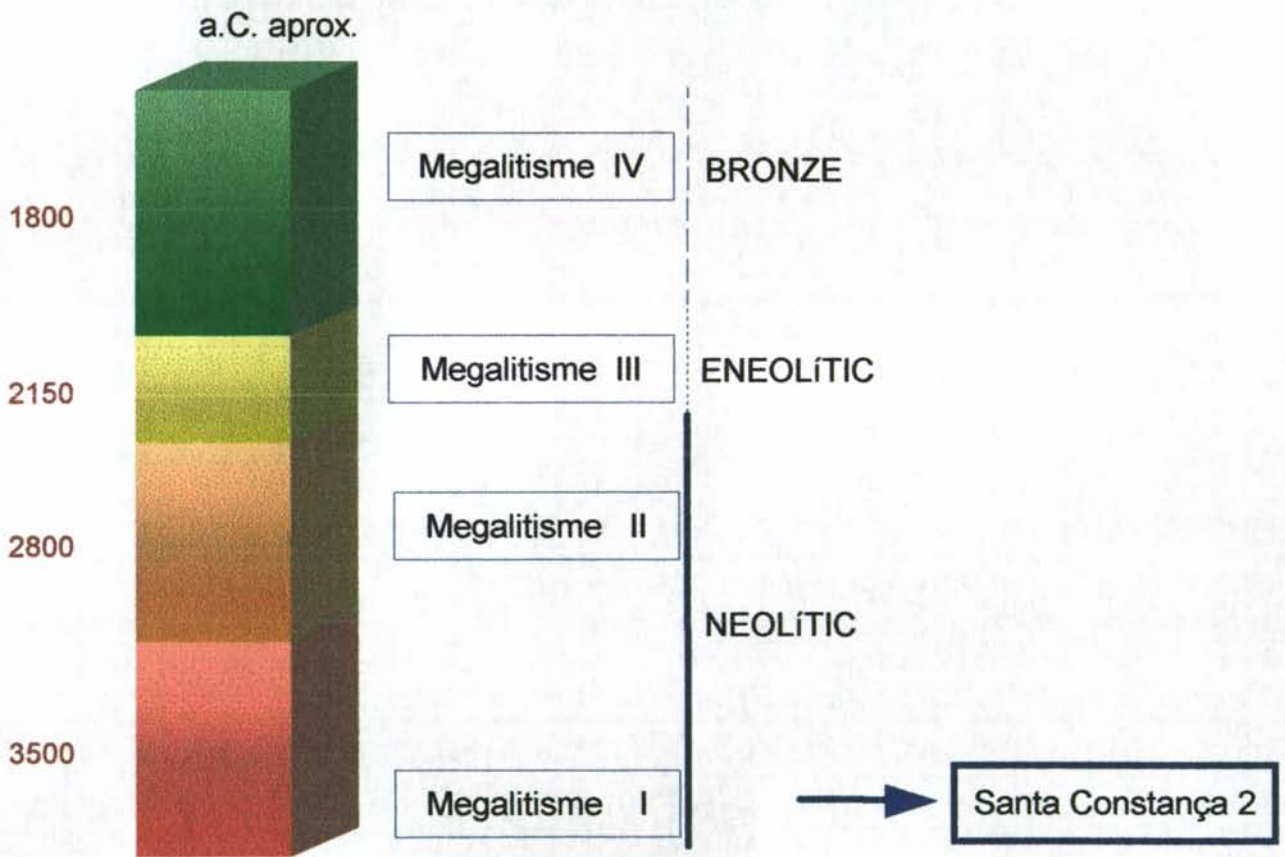 a.C. aprox.
Megalitisme IV
BRONZE
1800
Megalitisme III
ENEOLíTIC
2150
Megalitisme II
2800
NEOLíTIC
3500
Megalitisme I
Santa Constança 2